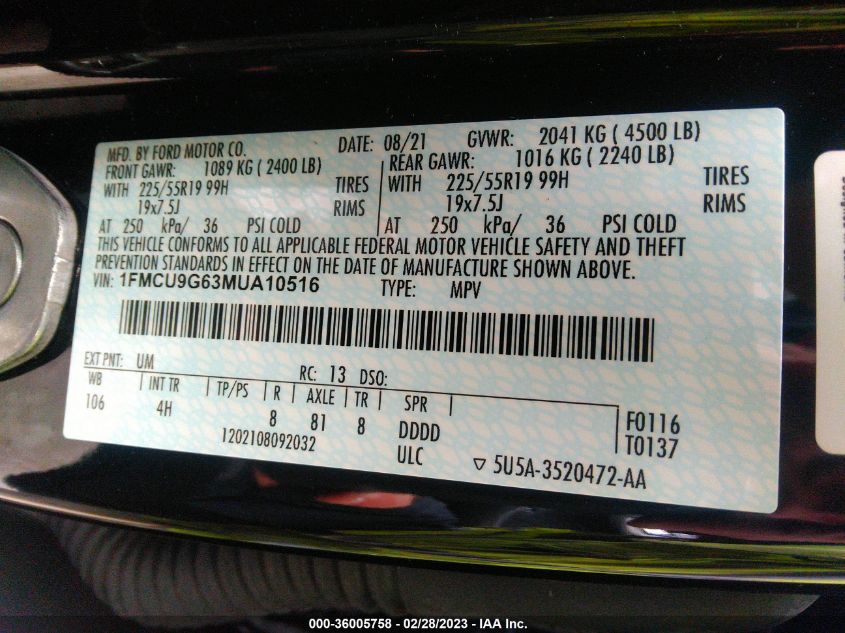 MFD. BY FORD MOTOR CO. DATE: 08/21 GVWR: 2041 KG ( 4500 LB)
FRONT GAWR: 1089 KG ( 2400 LB) REAR GAWR: 1016 KG ( 2240 LB)
WITH 225/55R19 99H TIRES WITH 225/55R19 99H TIRES
19x7.5J RIMS 19x7.5J RIMS
AT 250 kPa/ 36 PSI COLD AT 250 kPa/ 36 PSI COLD
THIS VEHICLE CONFORMS TO ALL APPLICABLE FEDERAL MOTOR VEHICLE SAFETY AND THEFT
PREVENTION STANDARDS IN EFFECT ON THE DATE OF MANUFACTURE SHOWN ABOVE.
VIN: 1FMCU9G63MUA10516 TYPE: MPV
EXT PNT: UM RC: 13 DSO:
WB INT TR TP/PS R AXLE TR SPR
106 4H 8 81 8 DDDD F0116
1202108092032 ULC T0137
▽ 5U5A-3520472-AA
000-36005758 - 02/28/2023 - IAA Inc.